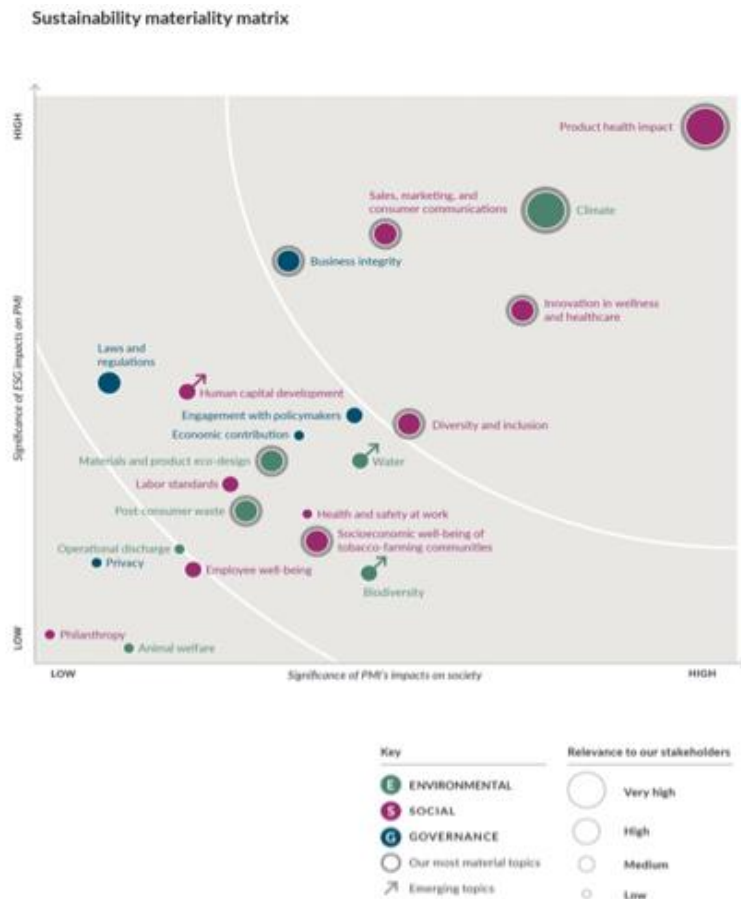 Sustainability materiality matrix
HIGH
Significance of ESG impacts on PMI
LOW
Product health impact
Sales, marketing, and
consumer communications
Climate
Business integrity
Innovation in wellness
and healthcare
Laws and
regulations
Human capital development
Engagement with policymakers
Diversity and inclusion
Economic contribution
Materials and product eco-design
Water
Labor standards
Post-consumer waste
Health and safety at work
Socioeconomic well-being of
tobacco-farming communities
Operational discharge
Privacy
Employee well-being
Biodiversity
Philanthropy
Animal welfare
LOW
Significance of PMI's impacts on society
HIGH
Key
E ENVIRONMENTAL
S SOCIAL
G GOVERNANCE
Our most material topics
Emerging topics
Relevance to our stakeholders
Very high
High
Medium
Low